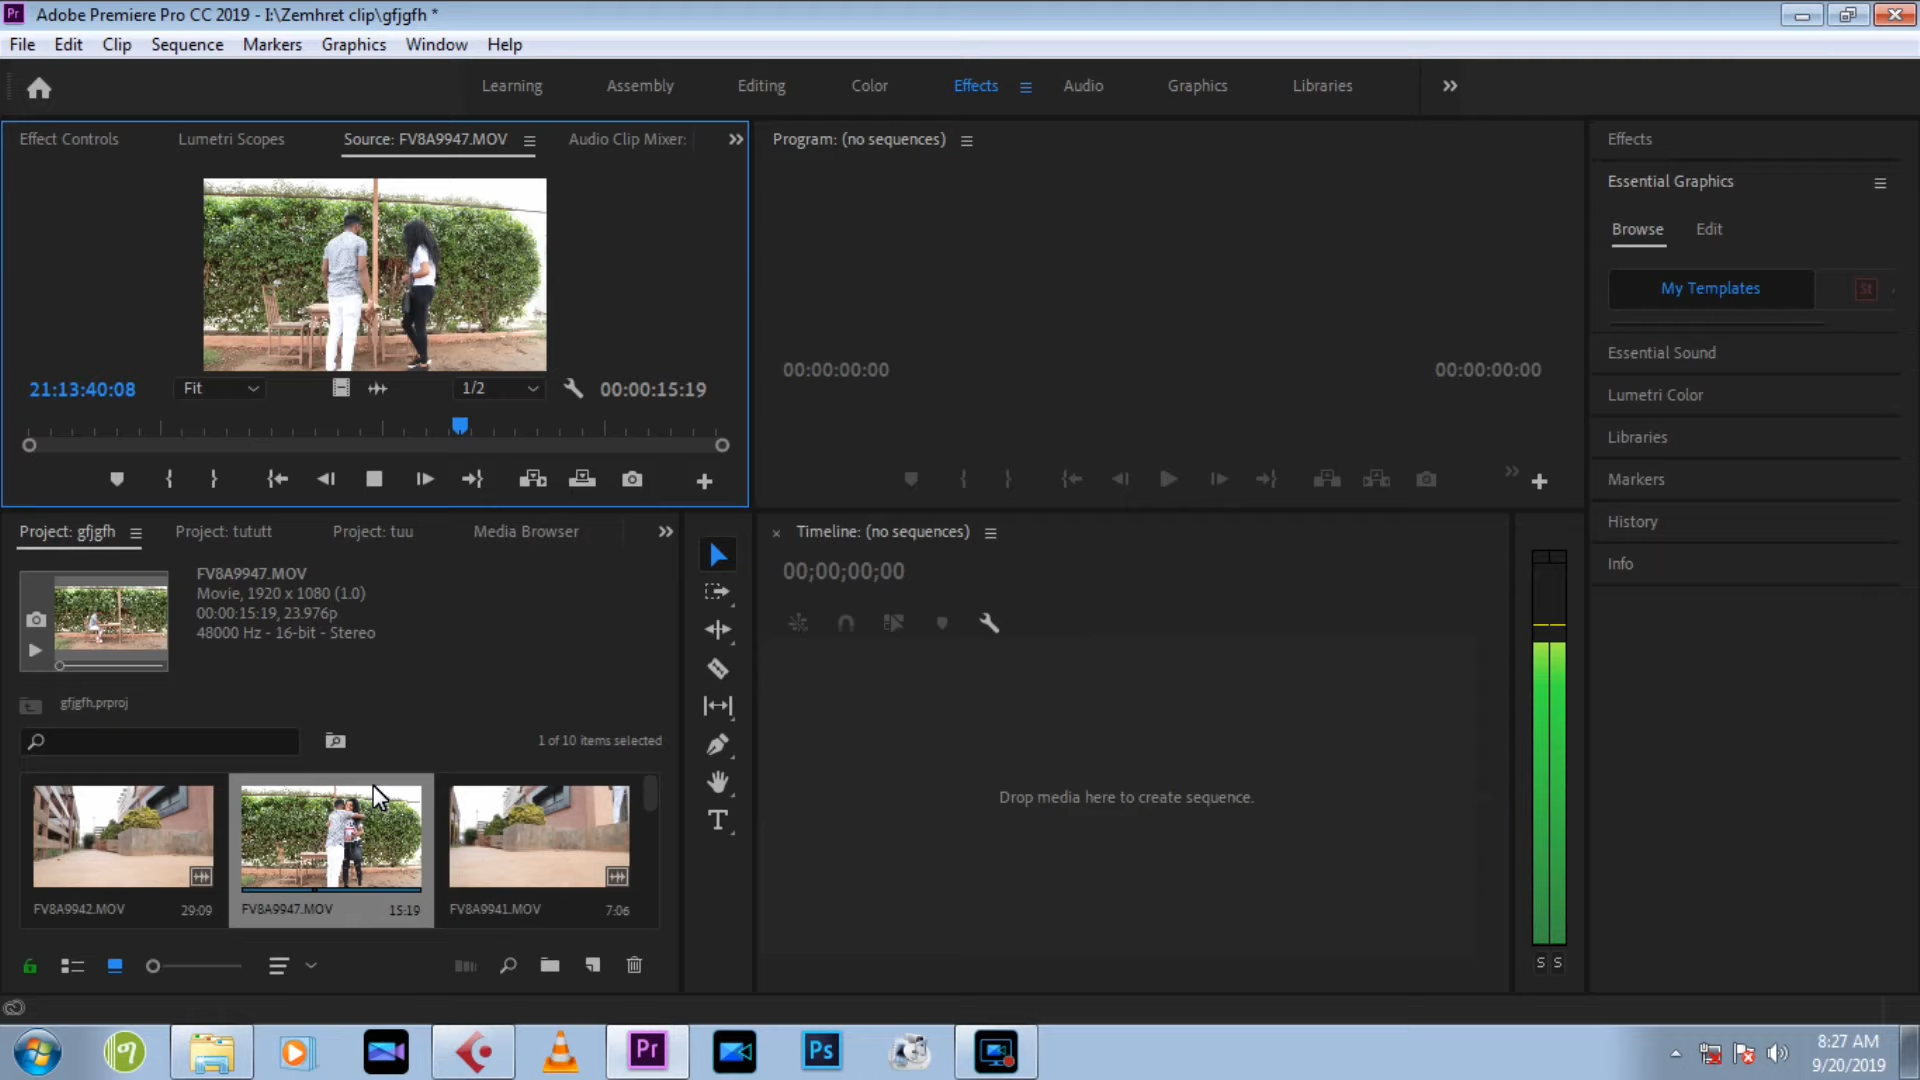 Pr Adobe Premiere Pro CC 2019 - I:\Zemhret clip\gfjgfh *
File Edit Clip Sequence Markers Graphics Window Help
Learning Assembly Editing Color Effects Audio Graphics Libraries
Effect Controls Lumetri Scopes Source: FV8A9947.MOV Audio Clip Mixer:
21:13:40:08 Fit 1/2 00:00:15:19
Program: (no sequences)
00:00:00:00 00:00:00:00
Effects
Essential Graphics
Browse Edit
My Templates St
Essential Sound
Lumetri Color
Libraries
Markers
History
Info
Project: gfjgfh Project: tututt Project: tuu Media Browser
FV8A9947.MOV
Movie, 1920 x 1080 (1.0)
00:00:15:19, 23.976p
48000 Hz - 16-bit - Stereo
gfjgfh.prproj
1 of 10 items selected
FV8A9942.MOV 29:09
FV8A9947.MOV 15:19
FV8A9941.MOV 7:06
Timeline: (no sequences)
00;00;00;00
Drop media here to create sequence.
S S
Pr Ps
8:27 AM
9/20/2019